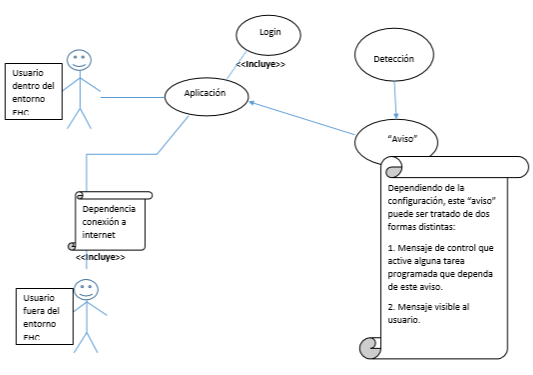 Login
<<Incluye>>
Detección
Usuario
dentro del
entorno
EHC
Aplicación
"Aviso"
Dependiendo de la
configuración, este "aviso"
puede ser tratado de dos
formas distintas:
1. Mensaje de control que
active alguna tarea
programada que dependa
de este aviso.
2. Mensaje visible al
usuario.
Dependencia
conexión a
internet
<<Incluye>>
Usuario
fuera del
entorno
EHC